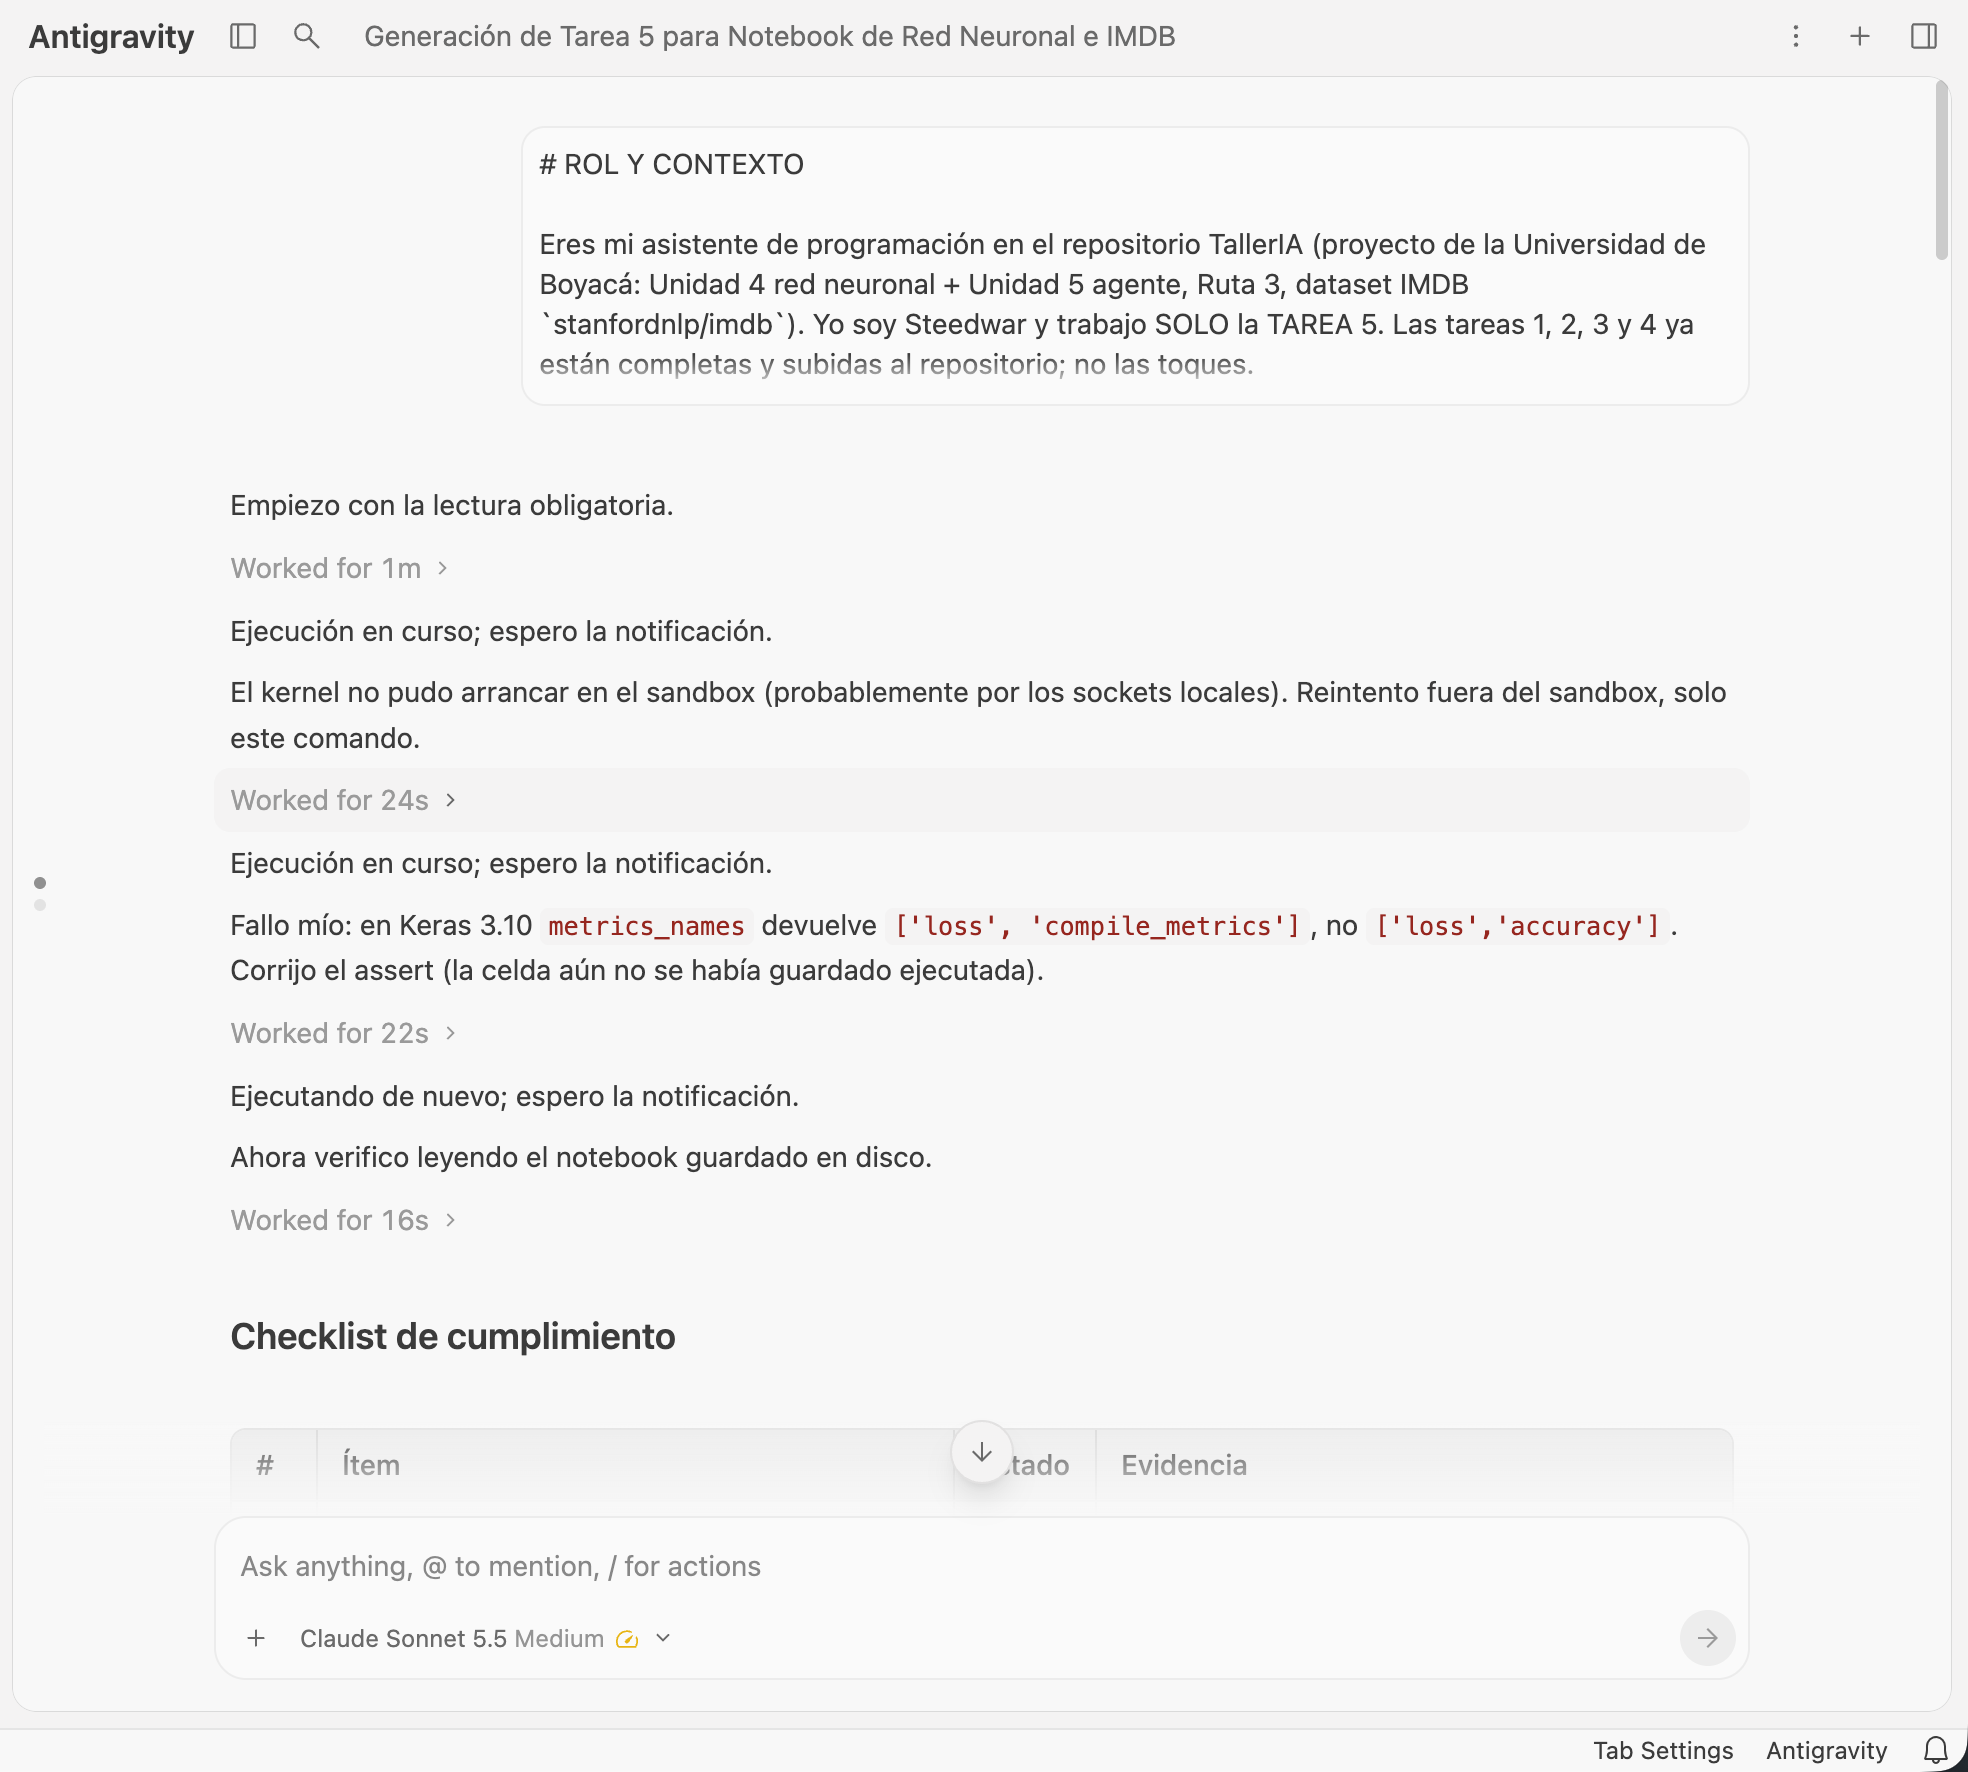 Antigravity
Generación de Tarea 5 para Notebook de Red Neuronal e IMDB
# ROL Y CONTEXTO
Eres mi asistente de programación en el repositorio TallerIA (proyecto de la Universidad de
Boyacá: Unidad 4 red neuronal + Unidad 5 agente, Ruta 3, dataset IMDB
`stanfordnlp/imdb`). Yo soy Steedwar y trabajo SOLO la TAREA 5. Las tareas 1, 2, 3 y 4 ya
están completas y subidas al repositorio; no las toques.
Empiezo con la lectura obligatoria.
Worked for 1m
Ejecución en curso; espero la notificación.
El kernel no pudo arrancar en el sandbox (probablemente por los sockets locales). Reintento fuera del sandbox, solo
este comando.
Worked for 24s
Ejecución en curso; espero la notificación.
Fallo mío: en Keras 3.10 metrics_names devuelve ['loss', 'compile_metrics'], no ['loss','accuracy'].
Corrijo el assert (la celda aún no se había guardado ejecutada).
Worked for 22s
Ejecutando de nuevo; espero la notificación.
Ahora verifico leyendo el notebook guardado en disco.
Worked for 16s
Checklist de cumplimiento
# Ítem tado Evidencia
Ask anything, @ to mention, / for actions
Claude Sonnet 5.5 Medium
Tab Settings Antigravity